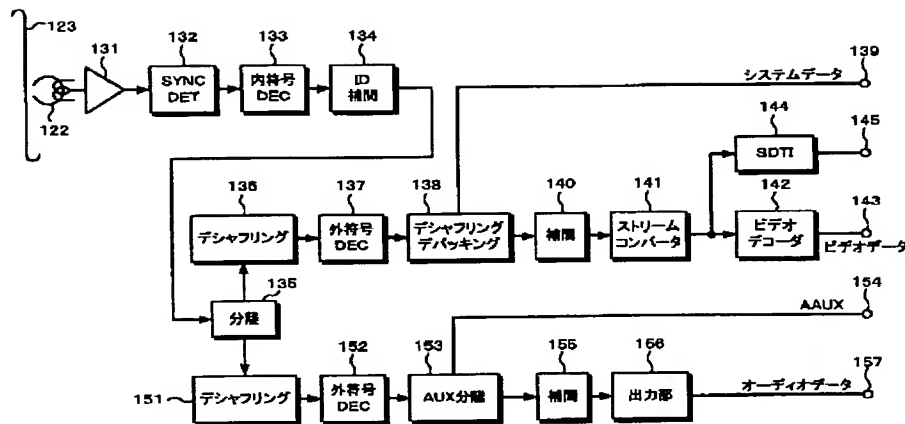 123
131
132
133
134
SYNC
DET
内符号
DEC
ID
補間
122
システムデータ
139
144
SDTI
145
136
137
138
140
141
142
143
デシャフリング
外符号
DEC
デシャフリング
デパッキング
補間
ストリーム
コンバータ
ビデオ
デコーダ
ビデオデータ
135
分離
AAUX
154
152
153
155
156
157
151
デシャフリング
外符号
DEC
AUX分離
補間
出力部
オーディオデータ